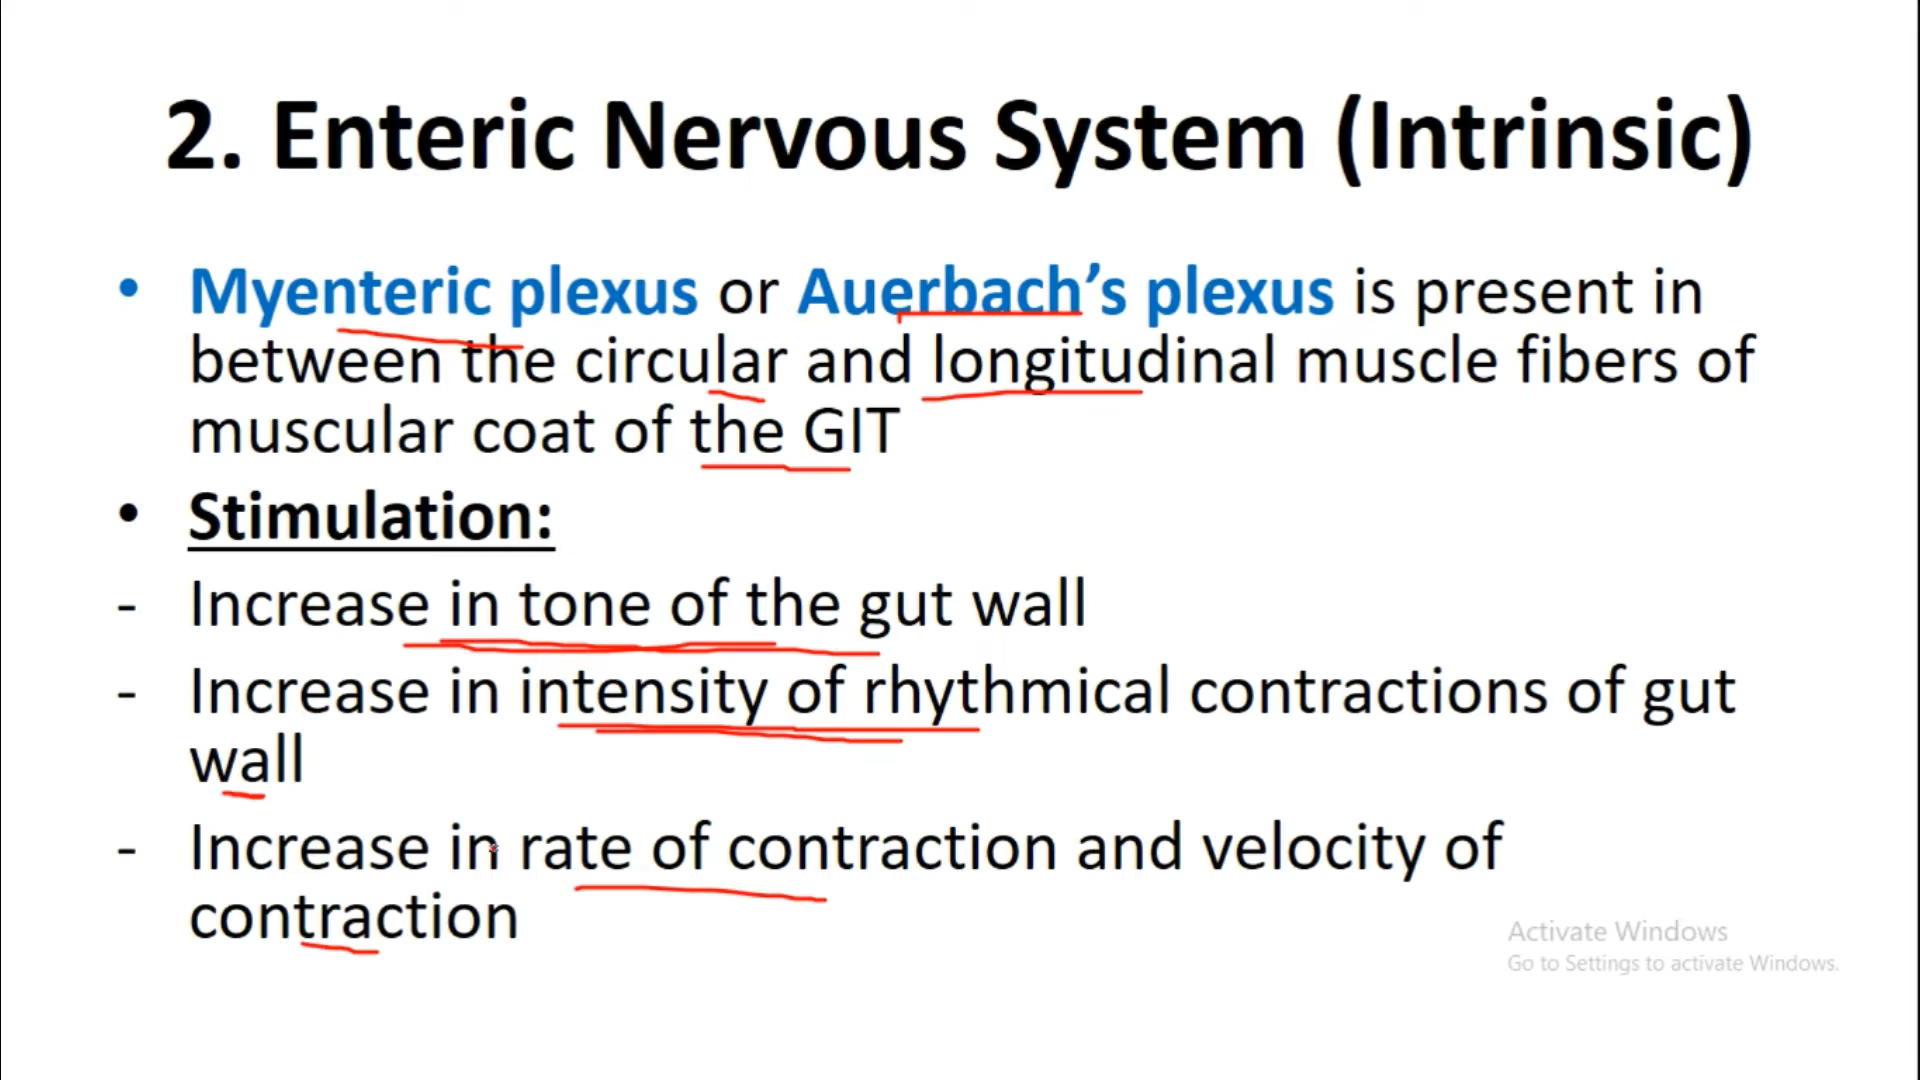 2. Enteric Nervous System (Intrinsic)
• Myenteric plexus or Auerbach’s plexus is present in
between the circular and longitudinal muscle fibers of
muscular coat of the GIT
• Stimulation:
- Increase in tone of the gut wall
- Increase in intensity of rhythmical contractions of gut
wall
- Increase in rate of contraction and velocity of
contraction
Activate Windows
Go to Settings to activate Windows.